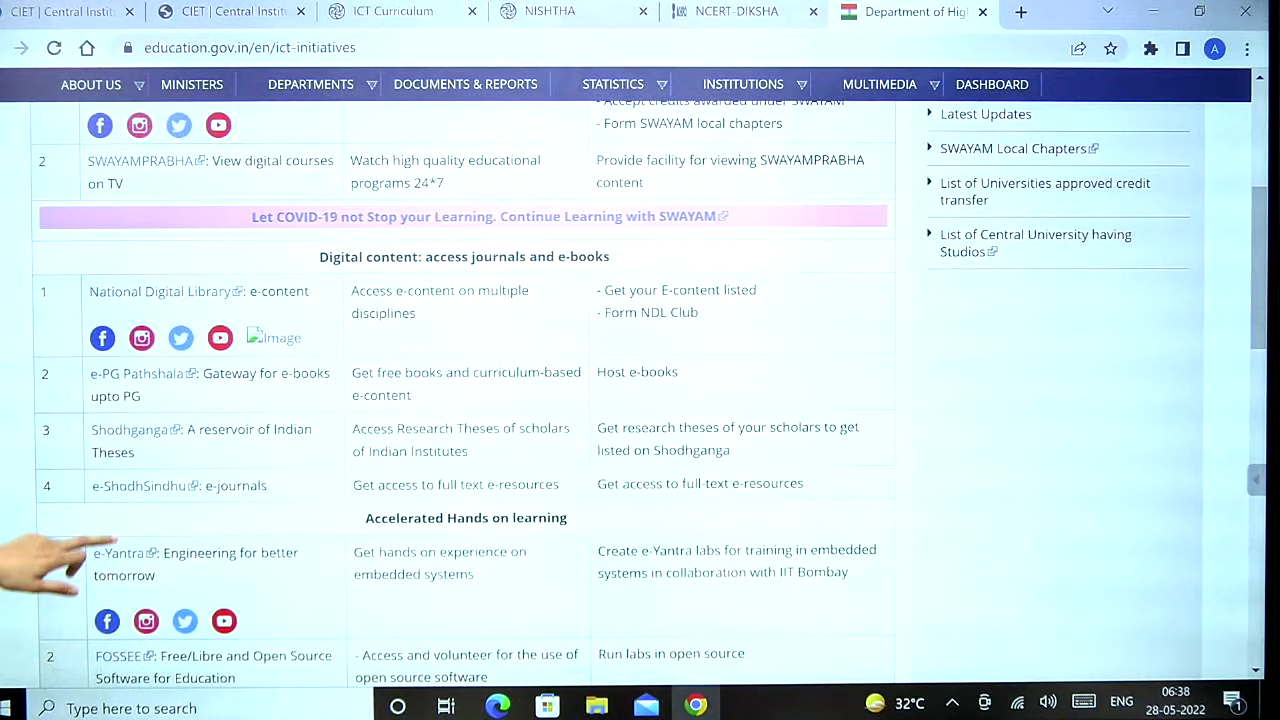 CIET | Central Instit
CIET | Central Institu
ICT Curriculum
NISHTHA
NCERT-DIKSHA
Department of High
education.gov.in/en/ict-initiatives
A
ABOUT US
MINISTERS
DEPARTMENTS
DOCUMENTS & REPORTS
STATISTICS
INSTITUTIONS
MULTIMEDIA
DASHBOARD
- Accept credits awarded under SWAYAM
- Form SWAYAM local chapters
2
SWAYAMPRABHA: View digital courses
on TV
Watch high quality educational
programs 24*7
Provide facility for viewing SWAYAMPRABHA
content
Let COVID-19 not Stop your Learning. Continue Learning with SWAYAM
Digital content: access journals and e-books
1
National Digital Library: e-content
Image
Access e-content on multiple
disciplines
- Get your E-content listed
- Form NDL Club
2
e-PG Pathshala: Gateway for e-books
upto PG
Get free books and curriculum-based
e-content
Host e-books
3
Shodhganga: A reservoir of Indian
Theses
Access Research Theses of scholars
of Indian Institutes
Get research theses of your scholars to get
listed on Shodhganga
4
e-ShodhSindhu: e-journals
Get access to full text e-resources
Get access to full-text e-resources
Accelerated Hands on learning
e-Yantra: Engineering for better
tomorrow
Get hands on experience on
embedded systems
Create e-Yantra labs for training in embedded
systems in collaboration with IIT Bombay
2
FOSSEE: Free/Libre and Open Source
Software for Education
- Access and volunteer for the use of
open source software
Run labs in open source
Latest Updates
SWAYAM Local Chapters
List of Universities approved credit
transfer
List of Central University having
Studios
Type here to search
32°C
ENG
06:38
28-05-2022
1